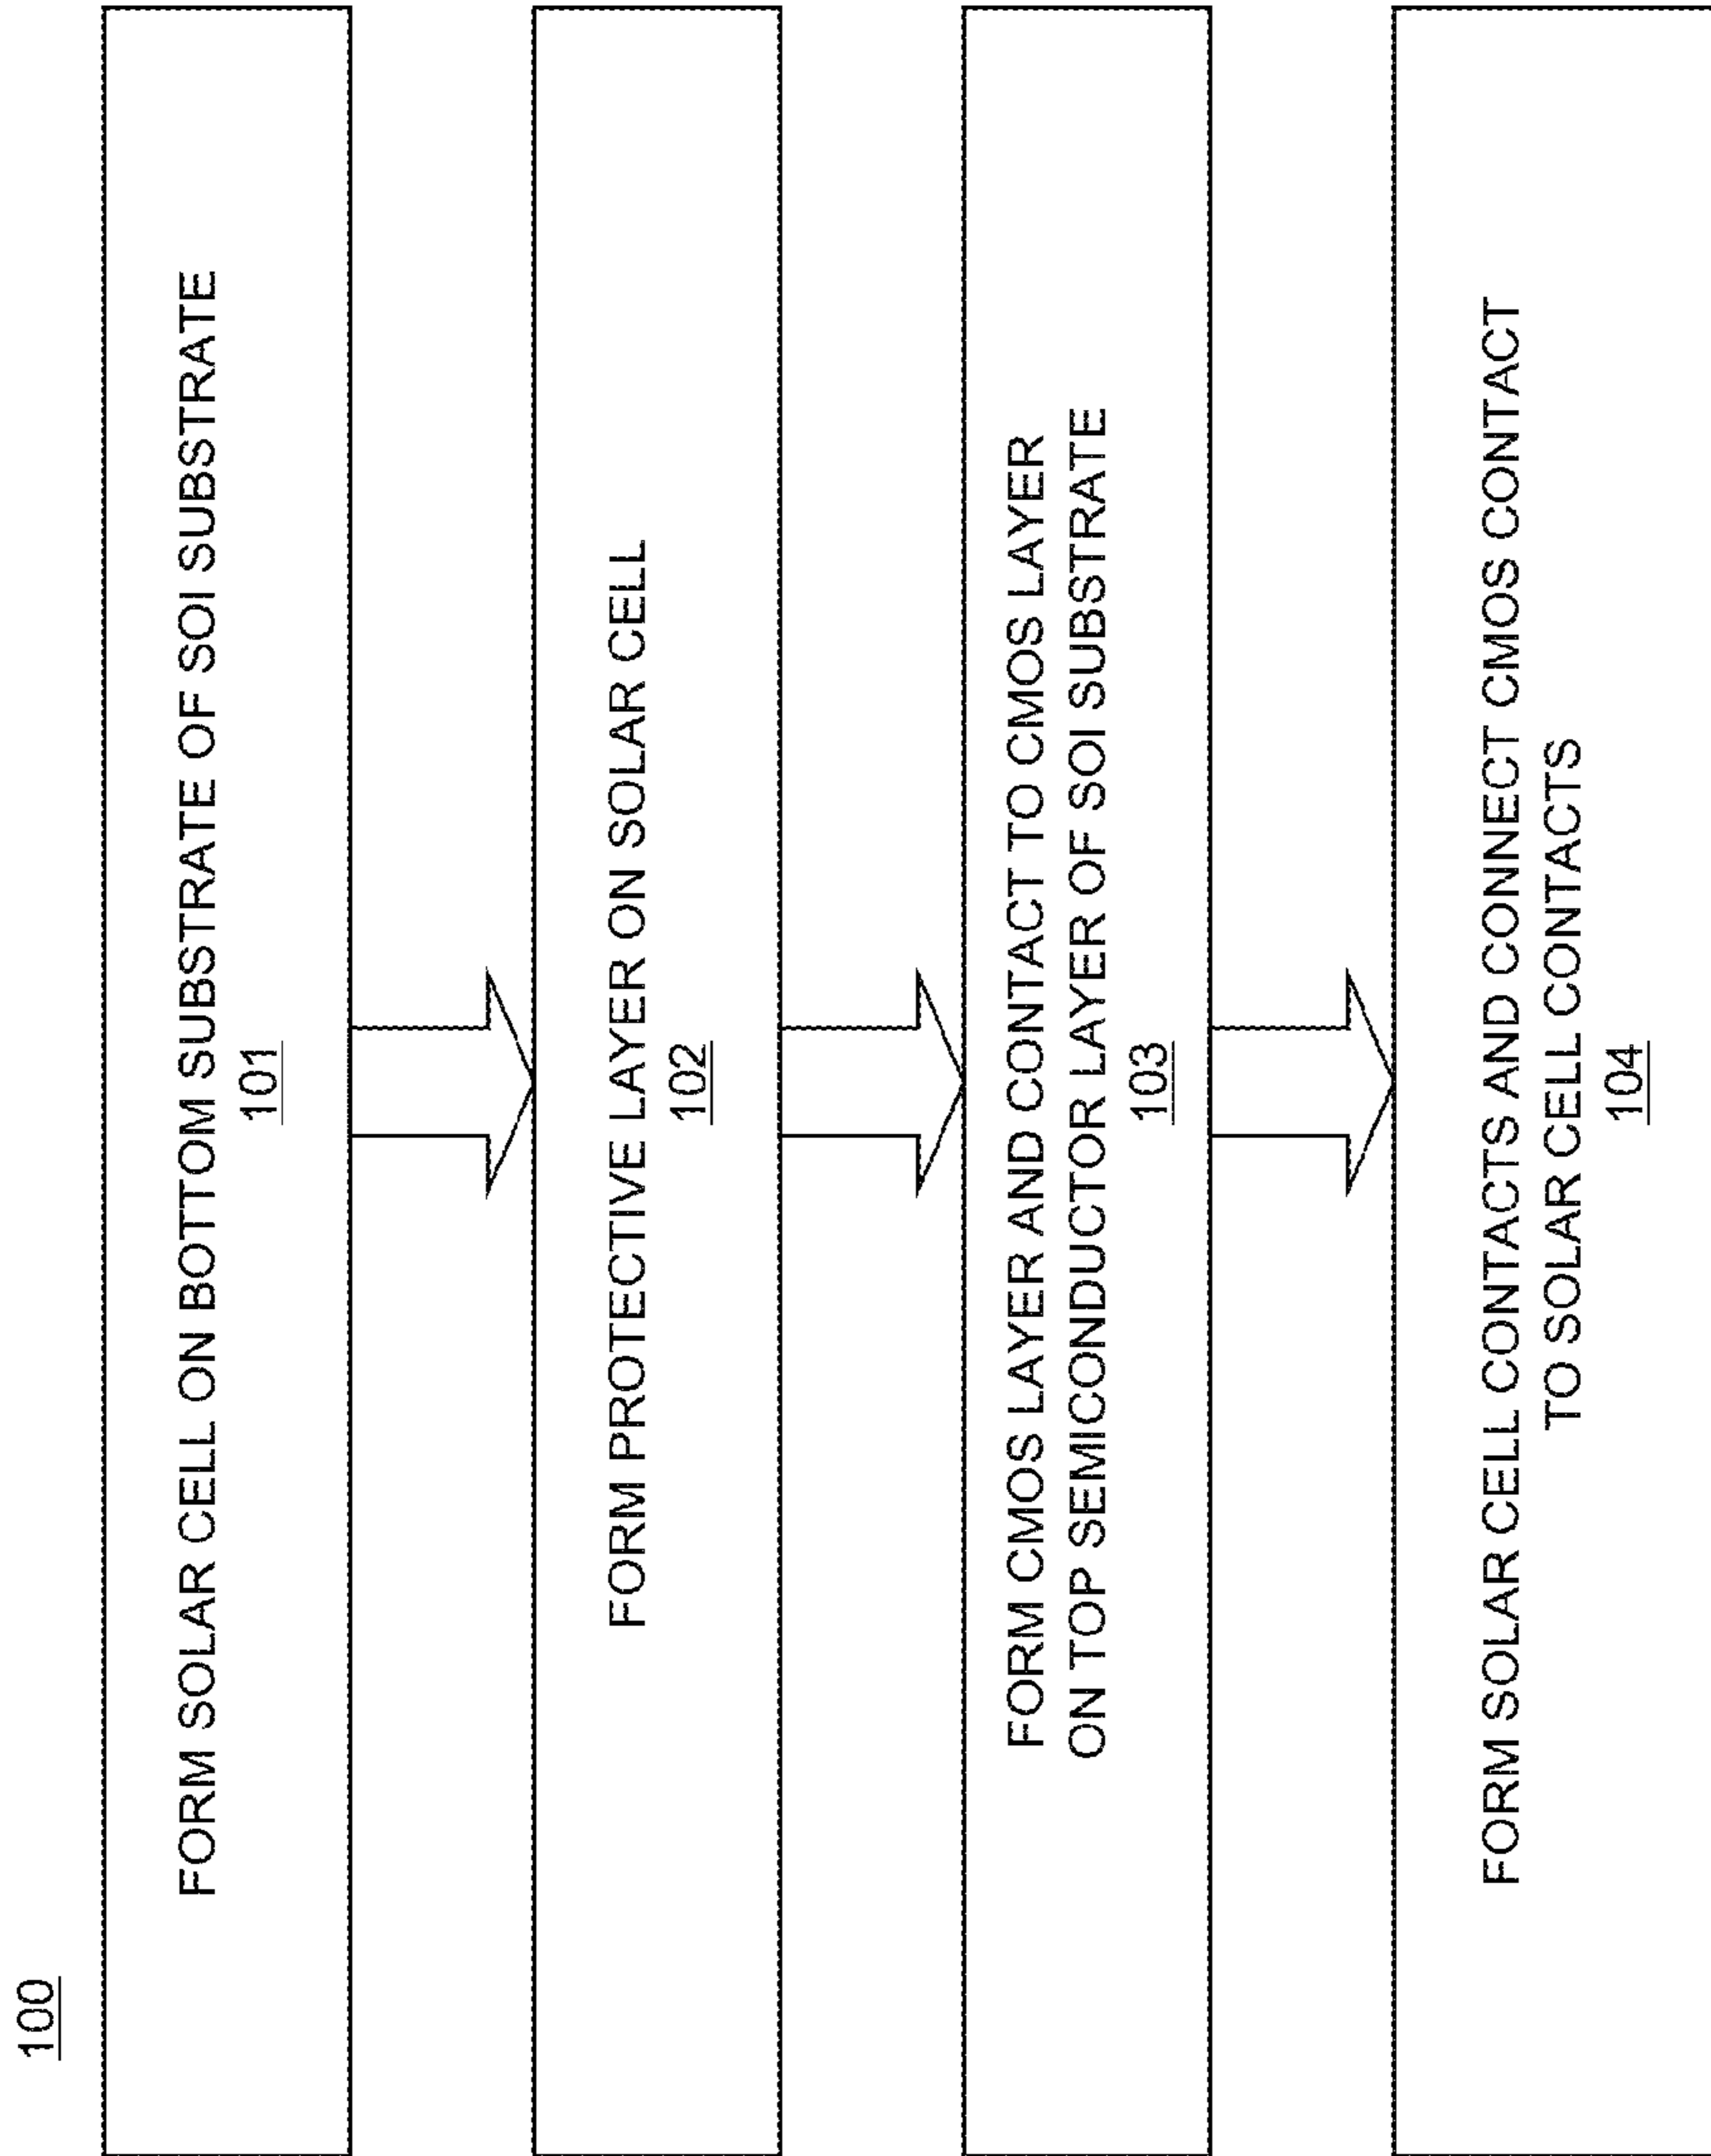 100
FORM SOLAR CELL ON BOTTOM SUBSTRATE OF SOI SUBSTRATE
101
FORM PROTECTIVE LAYER ON SOLAR CELL
102
FORM CMOS LAYER AND CONTACT TO CMOS LAYER
ON TOP SEMICONDUCTOR LAYER OF SOI SUBSTRATE
103
FORM SOLAR CELL CONTACTS AND CONNECT CMOS CONTACT
TO SOLAR CELL CONTACTS
104